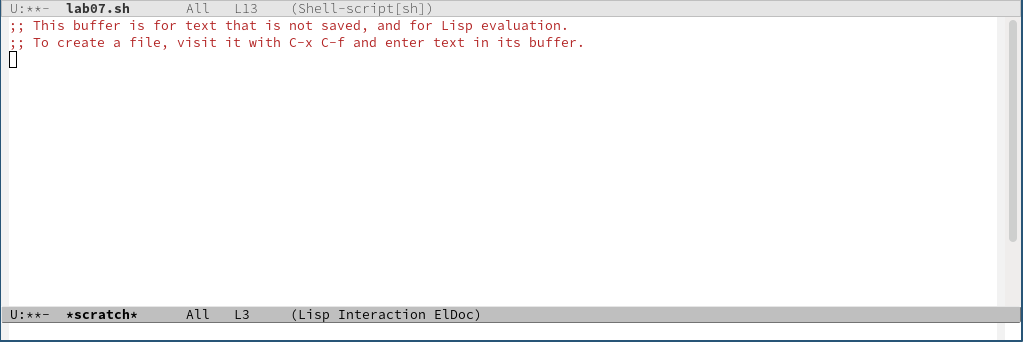 U:**-  lab07.sh       All   L13    (Shell-script[sh])
;; This buffer is for text that is not saved, and for Lisp evaluation.
;; To create a file, visit it with C-x C-f and enter text in its buffer.
U:**-  *scratch*      All   L3     (Lisp Interaction ElDoc)